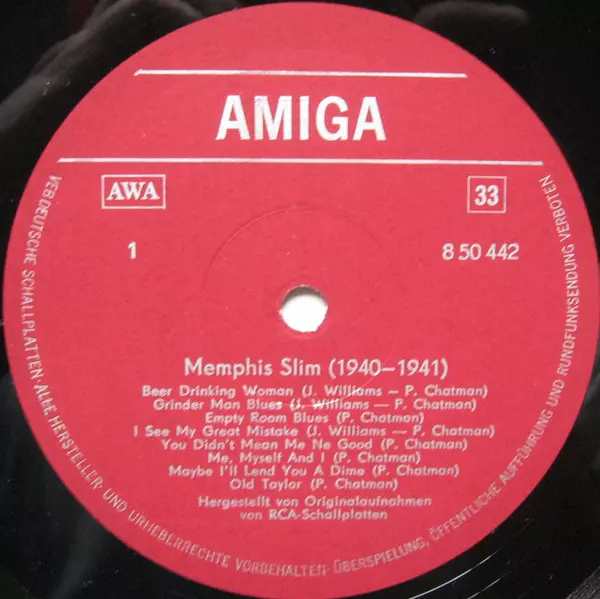 AMIGA
AWA
33
1
8 50 442
Memphis Slim (1940–1941)
Beer Drinking Woman (J. Williams — P. Chatman)
Grinder Man Blues (J. Williams — P. Chatman)
Empty Room Blues (P. Chatman)
I See My Great Mistake (J. Williams — P. Chatman)
You Didn't Mean Me Ne Good (P. Chatman)
Me, Myself And I (P. Chatman)
Maybe I'll Lend You A Dime (P. Chatman)
Old Taylor (P. Chatman)
Hergestellt von Originalaufnahmen
von RCA-Schallplatten
VEB DEUTSCHE SCHALLPLATTEN · ALLE HERSTELLER- UND URHEBERRECHTE VORBEHALTEN · ÜBERSPIELUNG, ÖFFENTLICHE AUFFÜHRUNG UND RUNDFUNKSENDUNG VERBOTEN